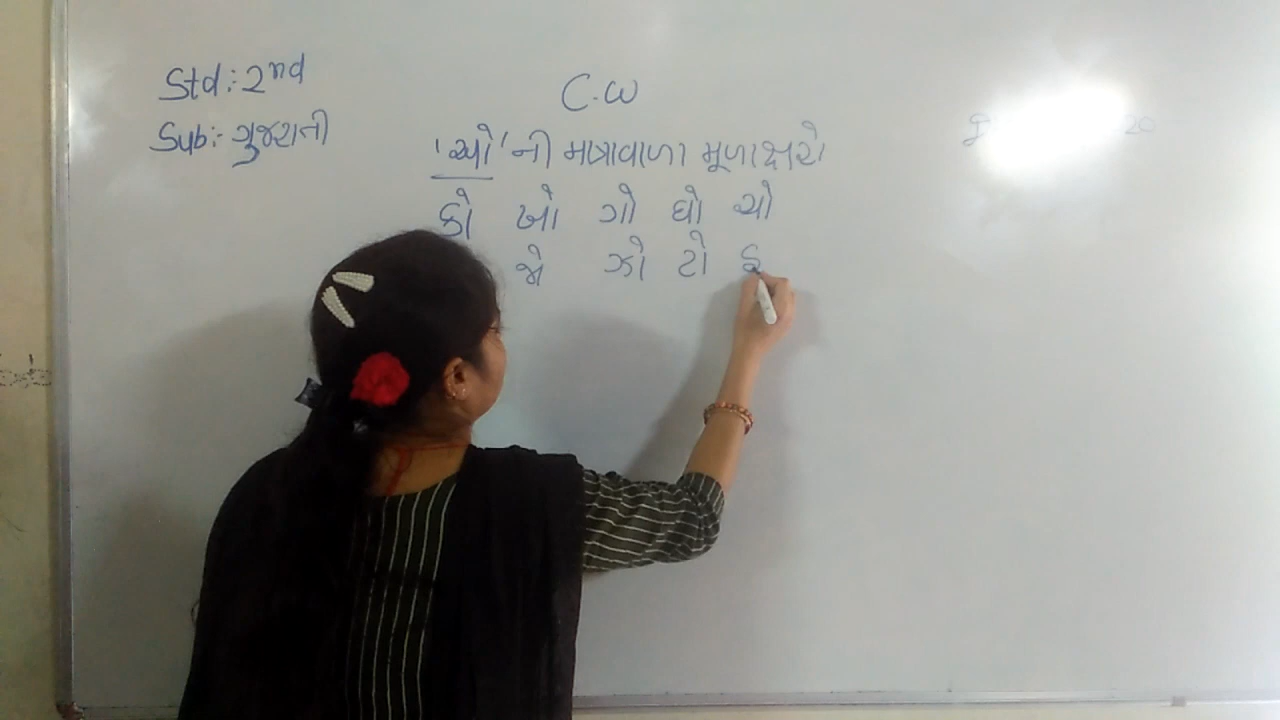 Std:- 2nd
Sub:- ગુજરાતી
C.W
'ઓ' ની માત્રાવાળા મૂળાક્ષરો
કો ખો ગો ઘો ચો
જો ઝો ટો